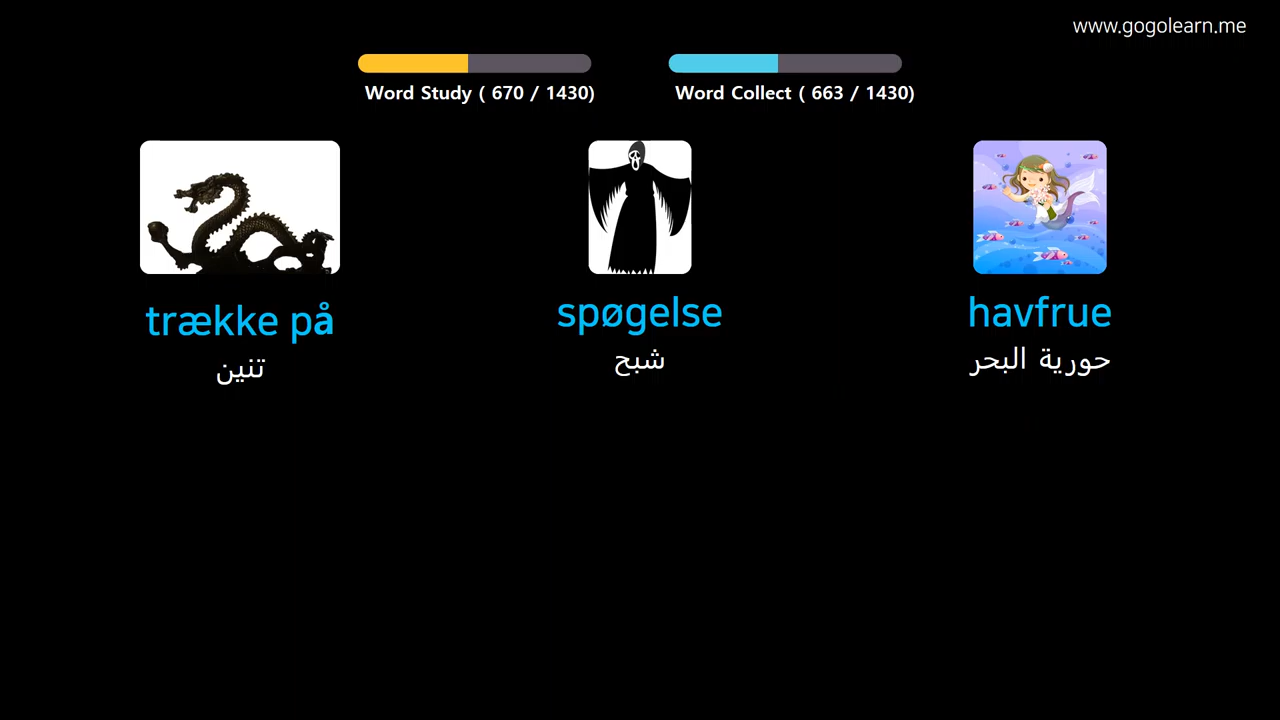 www.gogolearn.me
Word Study ( 670 / 1430)
Word Collect ( 663 / 1430)
trække på
تنين
spøgelse
شبح
havfrue
حورية البحر